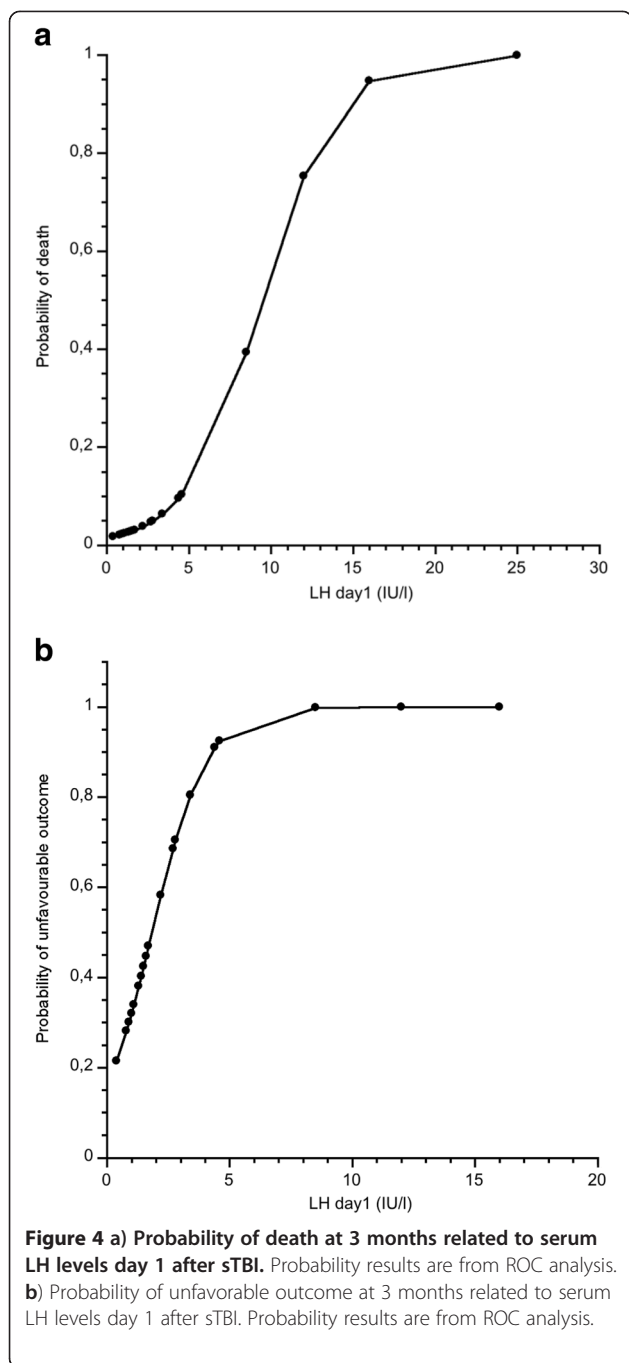 a
1
0,8
0,6
0,4
0,2
0
Probability of death
0 5 10 15 20 25 30
LH day1 (IU/l)
b
1
0,8
0,6
0,4
0,2
0
Probability of unfavourable outcome
0 5 10 15 20
LH day1 (IU/l)
Figure 4 a) Probability of death at 3 months related to serum
LH levels day 1 after sTBI. Probability results are from ROC analysis.
b) Probability of unfavorable outcome at 3 months related to serum
LH levels day 1 after sTBI. Probability results are from ROC analysis.